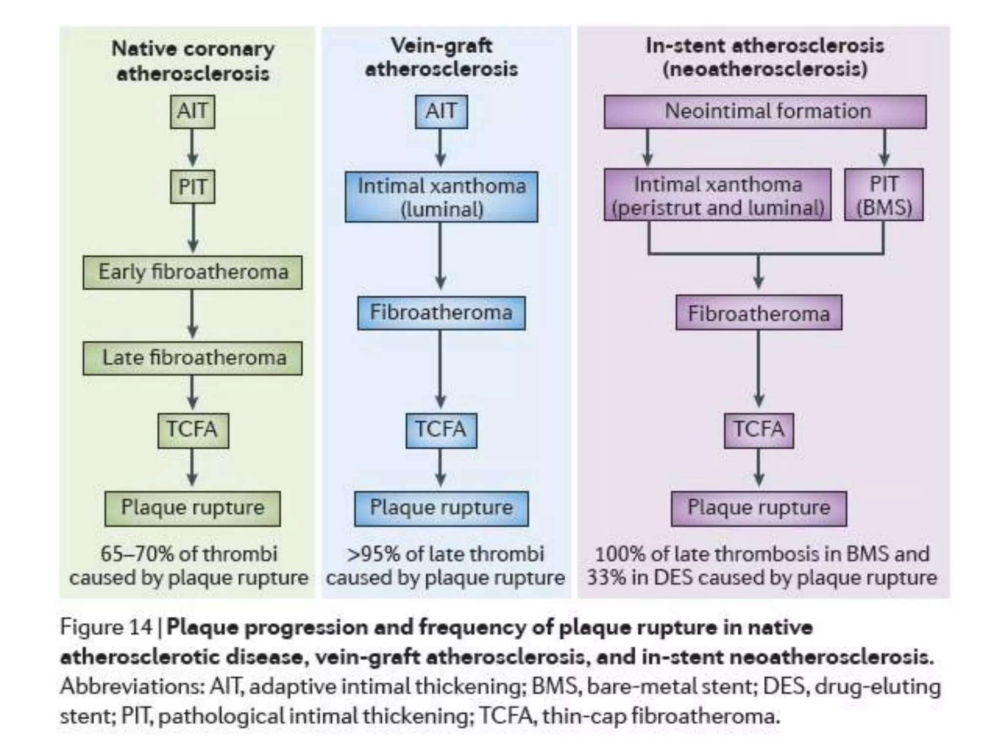 Native coronary
atherosclerosis
AIT
PIT
Early fibroatheroma
Late fibroatheroma
TCFA
Plaque rupture
65–70% of thrombi
caused by plaque rupture
Vein-graft
atherosclerosis
AIT
Intimal xanthoma
(luminal)
Fibroatheroma
TCFA
Plaque rupture
>95% of late thrombi
caused by plaque rupture
In-stent atherosclerosis
(neoatherosclerosis)
Neointimal formation
Intimal xanthoma
(peristrut and luminal)
PIT
(BMS)
Fibroatheroma
TCFA
Plaque rupture
100% of late thrombosis in BMS and
33% in DES caused by plaque rupture
Figure 14 | Plaque progression and frequency of plaque rupture in native
atherosclerotic disease, vein-graft atherosclerosis, and in-stent neoatherosclerosis.
Abbreviations: AIT, adaptive intimal thickening; BMS, bare-metal stent; DES, drug-eluting
stent; PIT, pathological intimal thickening; TCFA, thin-cap fibroatheroma.